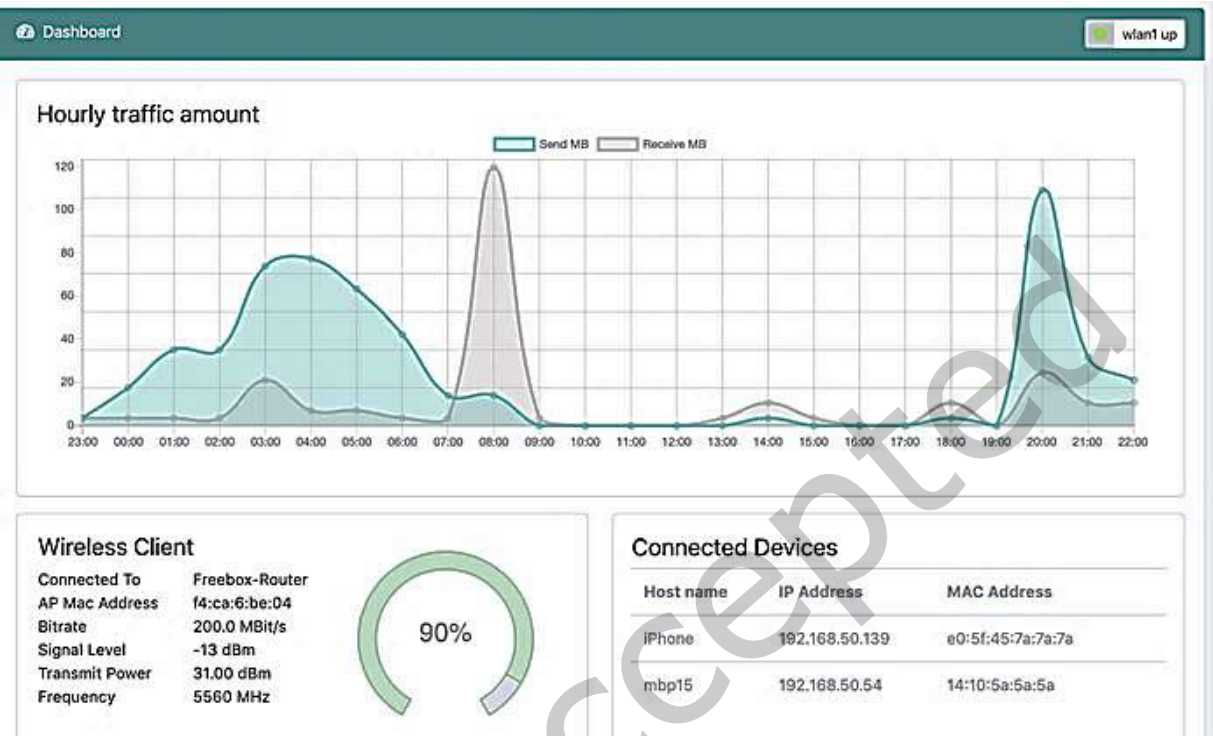 Dashboard
wlan1 up
Hourly traffic amount
Send MB Receive MB
120
100
80
60
40
20
0
23:00 00:00 01:00 02:00 03:00 04:00 05:00 06:00 07:00 08:00 09:00 10:00 11:00 12:00 13:00 14:00 15:00 16:00 17:00 18:00 19:00 20:00 21:00 22:00
Wireless Client
Connected To Freebox-Router
AP Mac Address f4:ca:6:be:04
Bitrate 200.0 MBit/s
Signal Level -13 dBm
Transmit Power 31.00 dBm
Frequency 5560 MHz
90%
Connected Devices
Host name IP Address MAC Address
iPhone 192.168.50.139 e0:5f:45:7a:7a:7a
mbp15 192.168.50.54 14:10:5a:5a:5a
ccepted